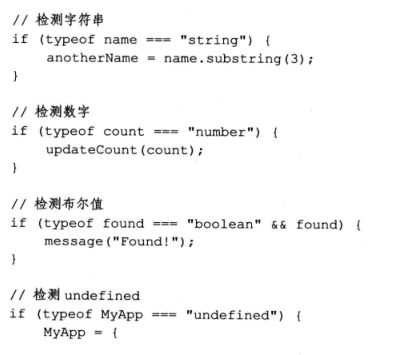 // 检测字符串
if (typeof name === "string") {
    anotherName = name.substring(3);
}

// 检测数字
if (typeof count === "number") {
    updateCount(count);
}

// 检测布尔值
if (typeof found === "boolean" && found) {
    message("Found!");
}

// 检测 undefined
if (typeof MyApp === "undefined") {
    MyApp = {